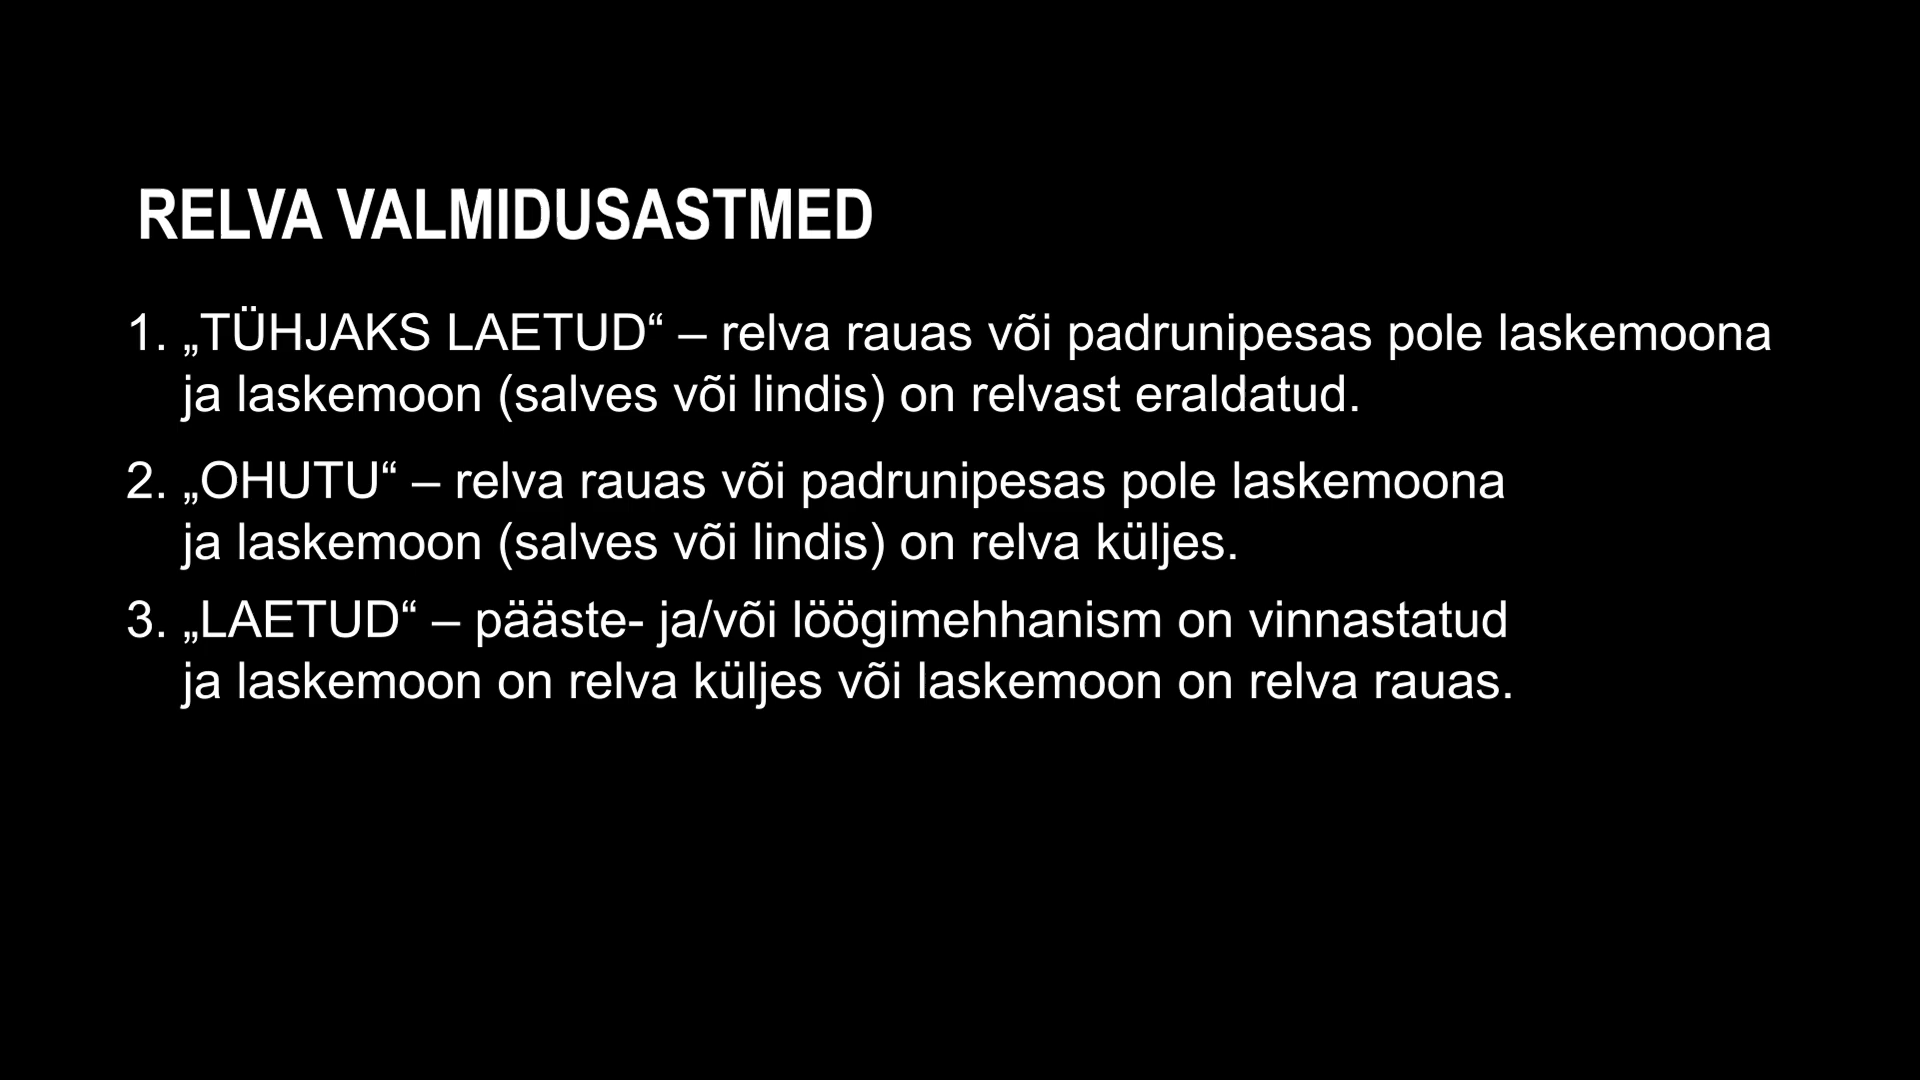 RELVA VALMIDUSASTMED
1. „TÜHJAKS LAETUD“ – relva rauas või padrunipesas pole laskemoona
ja laskemoon (salves või lindis) on relvast eraldatud.
2. „OHUTU“ – relva rauas või padrunipesas pole laskemoona
ja laskemoon (salves või lindis) on relva küljes.
3. „LAETUD“ – pääste- ja/või löögimehhanism on vinnastatud
ja laskemoon on relva küljes või laskemoon on relva rauas.